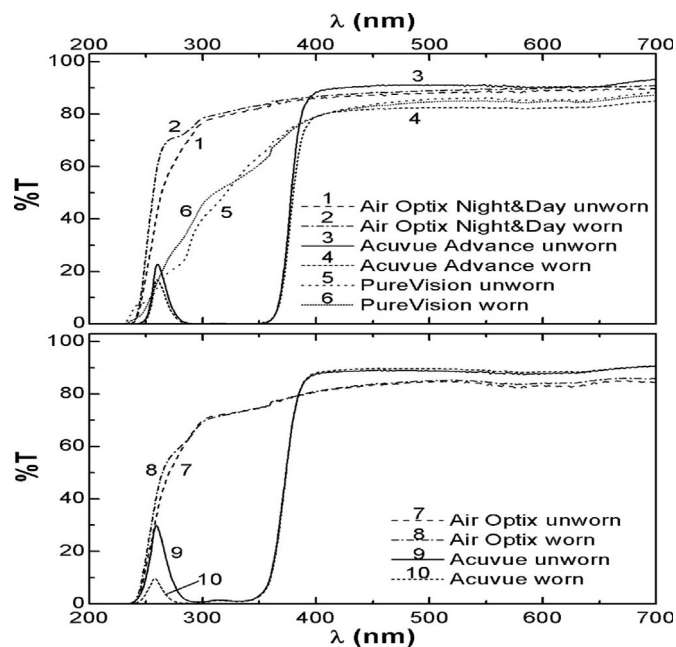 λ (nm)
200 300 400 500 600 700
100
80
60
40
20
0
%T
2
1
3
4
6
5
1 Air Optix Night&Day unworn
2 Air Optix Night&Day worn
3 Acuvue Advance unworn
4 Acuvue Advance worn
5 PureVision unworn
6 PureVision worn
100
80
60
40
20
0
%T
8
7
9
10
7 Air Optix unworn
8 Air Optix worn
9 Acuvue unworn
10 Acuvue worn
200 300 400 500 600 700
λ (nm)